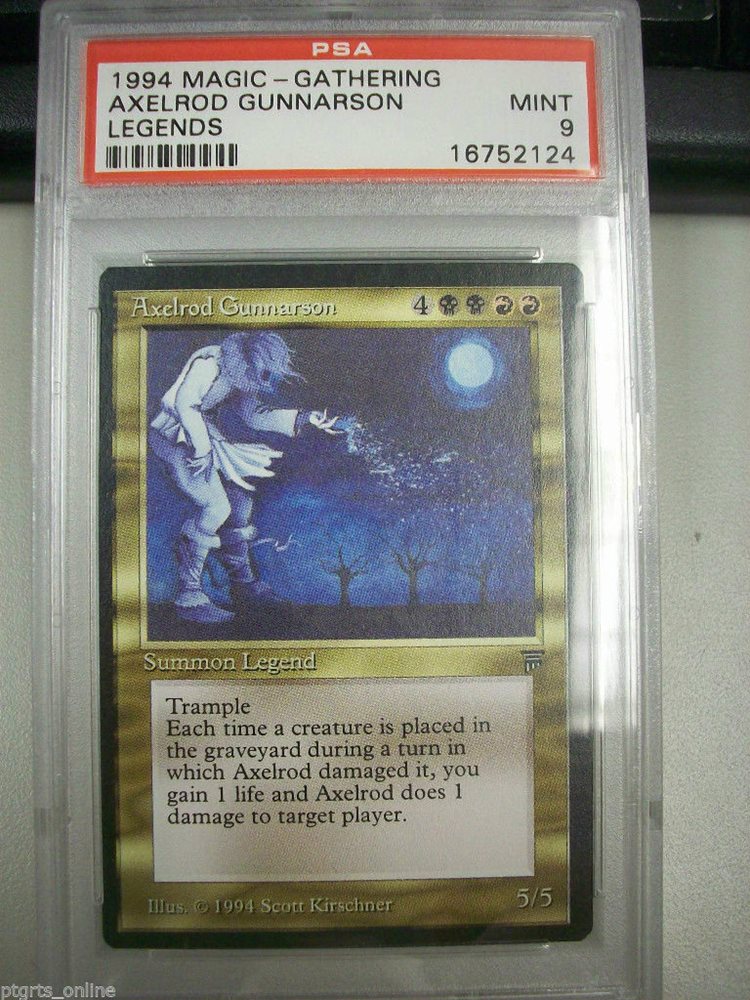 PSA
1994 MAGIC - GATHERING
AXELROD GUNNARSON MINT
LEGENDS 9
16752124
Axelrod Gunnarson 4
Summon Legend
Trample
Each time a creature is placed in
the graveyard during a turn in
which Axelrod damaged it, you
gain 1 life and Axelrod does 1
damage to target player.
Illus. © 1994 Scott Kirschner 5/5
ptgrts_online